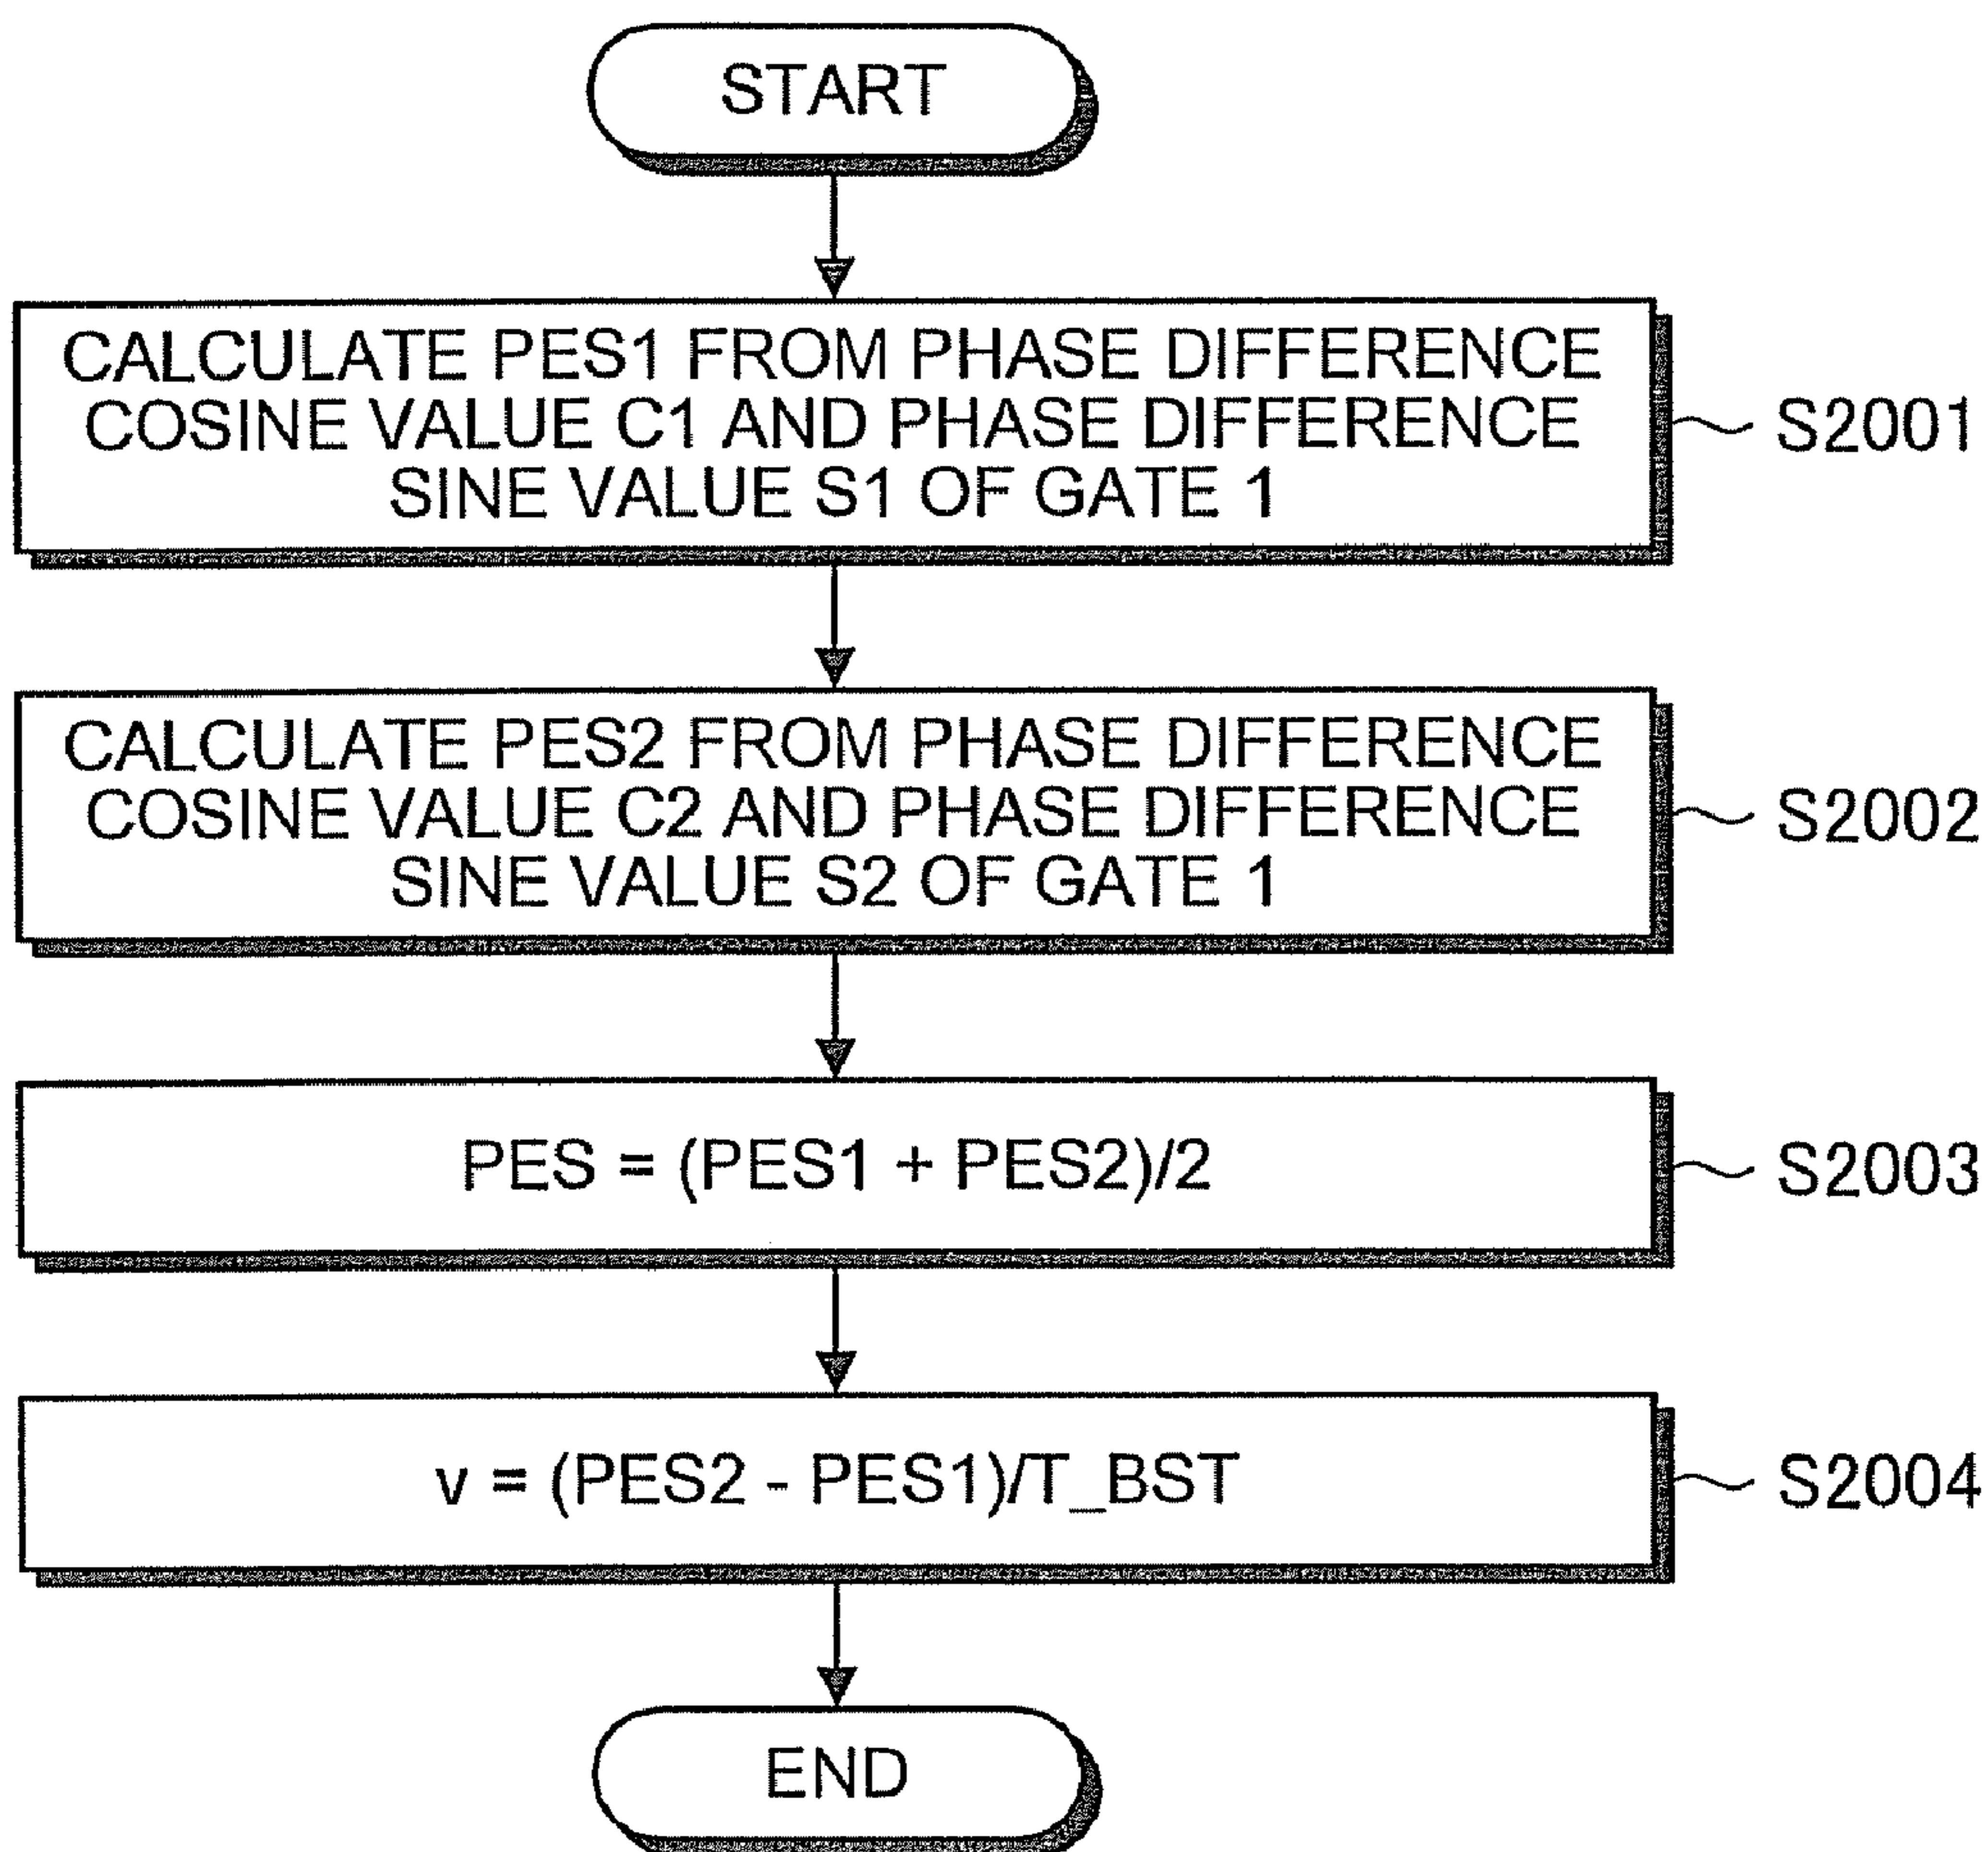 START
CALCULATE PES1 FROM PHASE DIFFERENCE
COSINE VALUE C1 AND PHASE DIFFERENCE
SINE VALUE S1 OF GATE 1
S2001
CALCULATE PES2 FROM PHASE DIFFERENCE
COSINE VALUE C2 AND PHASE DIFFERENCE
SINE VALUE S2 OF GATE 1
S2002
PES = (PES1 + PES2)/2
S2003
v = (PES2 - PES1)/T_BST
S2004
END